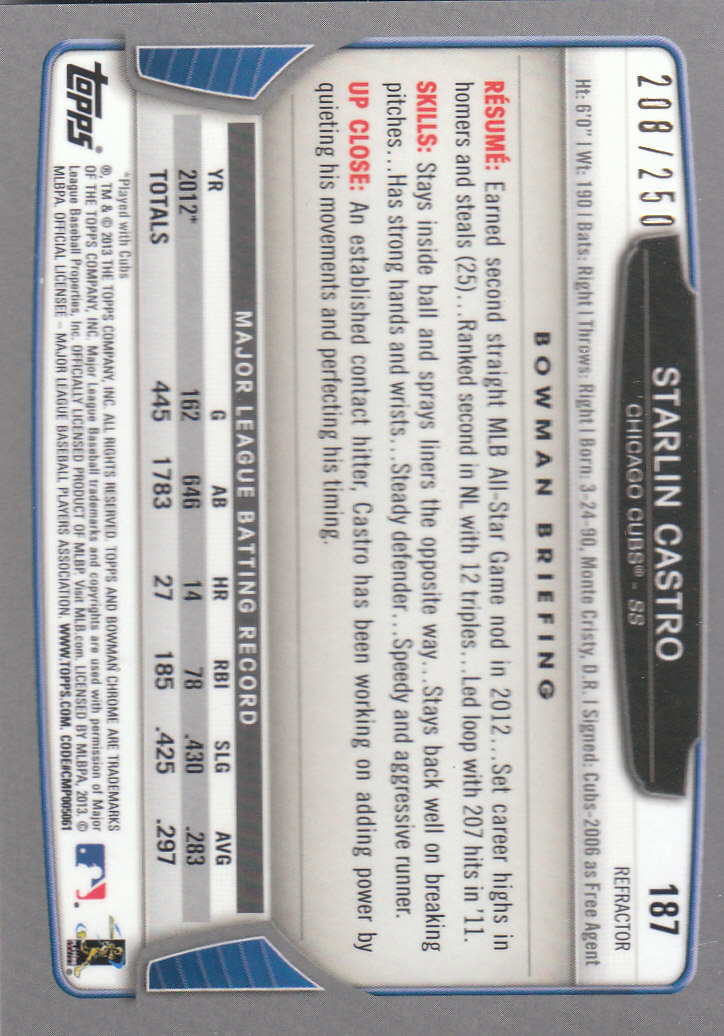 208/250
187
STARLIN CASTRO
REFRACTOR
CHICAGO CUBS® - SS
Ht: 6'0" | Wt: 190 | Bats: Right | Throws: Right | Born: 3-24-90, Monte Cristy, D.R. | Signed: Cubs-2006 as Free Agent
BOWMAN BRIEFING
RÉSUMÉ: Earned second straight MLB All-Star Game nod in 2012...Set career highs in
homers and steals (25)...Ranked second in NL with 12 triples...Led loop with 207 hits in '11.
SKILLS: Stays inside ball and sprays liners the opposite way...Stays back well on breaking
pitches...Has strong hands and wrists...Steady defender...Speedy and aggressive runner.
UP CLOSE: An established contact hitter, Castro has been working on adding power by
quieting his movements and perfecting his timing.
MAJOR LEAGUE BATTING RECORD
YR G AB HR RBI SLG AVG
2012* 162 646 14 78 .430 .283
TOTALS 445 1783 27 185 .425 .297
*Played with Cubs
topps®
®, TM & © 2013 THE TOPPS COMPANY, INC. ALL RIGHTS RESERVED. TOPPS AND BOWMAN® CHROME ARE TRADEMARKS
OF THE TOPPS COMPANY, INC. Major League Baseball trademarks and copyrights are used with permission of Major
League Baseball Properties, Inc. OFFICIALLY LICENSED PRODUCT OF MLBP. Visit MLB.com. LICENSED BY MLBPA, 2013. ©
MLBPA. OFFICIAL LICENSEE – MAJOR LEAGUE BASEBALL PLAYERS ASSOCIATION. WWW.TOPPS.COM. CODE#CMP005061